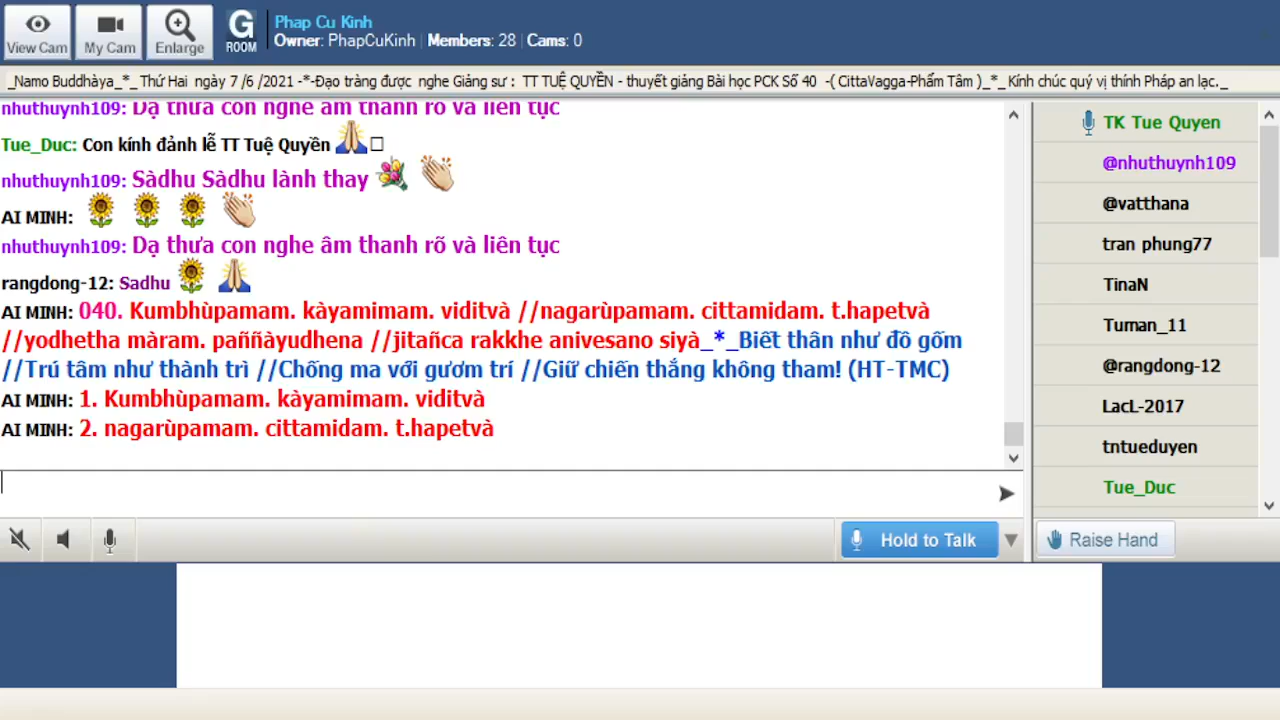 View Cam
My Cam
Enlarge
G
ROOM
Phap Cu Kinh
Owner: PhapCuKinh | Members: 28 | Cams: 0
_Namo Buddhàya_*_ Thứ Hai ngày 7 /6 /2021 -*-Đạo tràng được nghe Giảng sư : TT TUỆ QUYỀN - thuyết giảng Bài học PCK Số 40 -( CittaVagga-Phẩm Tâm )_*_ Kính chúc quý vị thính Pháp an lạc._
nhuthuynh109: Dạ thưa con nghe âm thanh rõ và liên tục
Tue_Duc: Con kính đảnh lễ TT Tuệ Quyền
nhuthuynh109: Sàdhu Sàdhu lành thay
AI MINH:
nhuthuynh109: Dạ thưa con nghe âm thanh rõ và liên tục
rangdong-12: Sadhu
AI MINH: 040. Kumbhùpamam. kàyamimam. viditvà //nagarùpamam. cittamidam. t.hapetvà
//yodhetha màram. paññàyudhena //jitañca rakkhe anivesano siyà_*_Biết thân như đồ gốm
//Trú tâm như thành trì //Chống ma với gươm trí //Giữ chiến thắng không tham! (HT-TMC)
AI MINH: 1. Kumbhùpamam. kàyamimam. viditvà
AI MINH: 2. nagarùpamam. cittamidam. t.hapetvà
TK Tue Quyen
@nhuthuynh109
@vatthana
tran phung77
TinaN
Tuman_11
@rangdong-12
LacL-2017
tntueduyen
Tue_Duc
Hold to Talk
Raise Hand